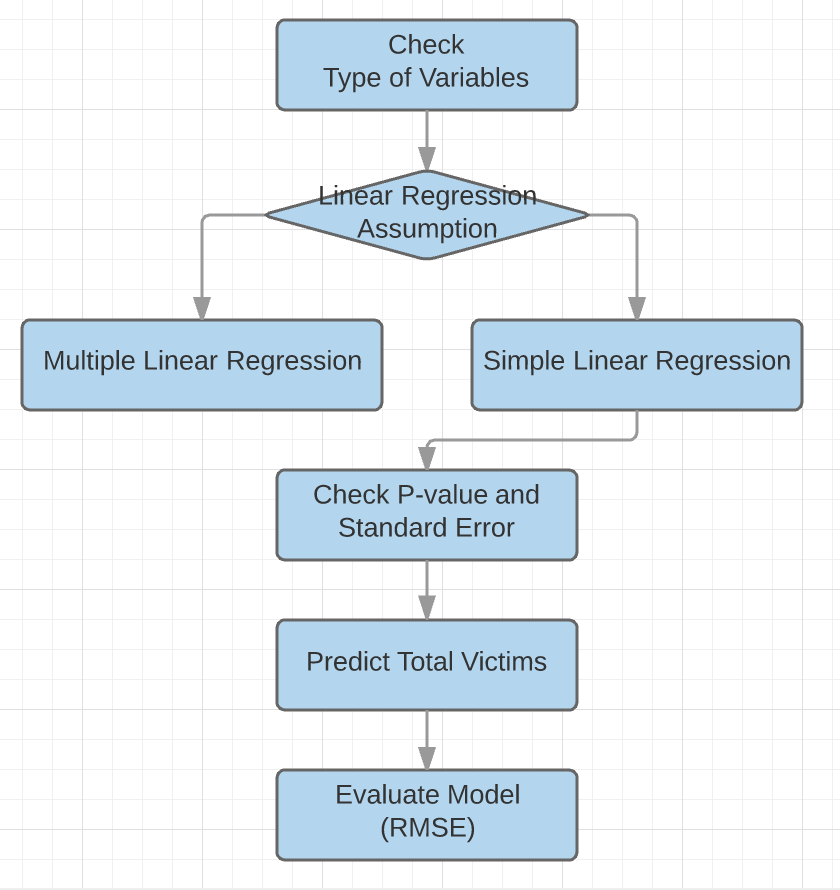 Check
Type of Variables
Linear Regression
Assumption
Multiple Linear Regression
Simple Linear Regression
Check P-value and
Standard Error
Predict Total Victims
Evaluate Model
(RMSE)